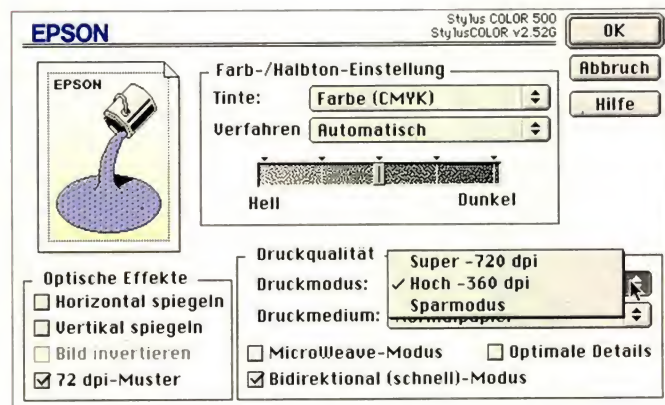 EPSON
Stylus COLOR 500
StylusCOLOR v2.52G
OK
Abbruch
Hilfe
EPSON
Farb-/Halbton-Einstellung
Tinte: Farbe (CMYK)
Verfahren Automatisch
Hell Dunkel
Optische Effekte
Horizontal spiegeln
Vertikal spiegeln
Bild invertieren
72 dpi-Muster
Druckqualität
Druckmodus:
Super -720 dpi
Hoch -360 dpi
Sparmodus
Druckmedium: Normalpapier
MicroWeave-Modus Optimale Details
Bidirektional (schnell)-Modus